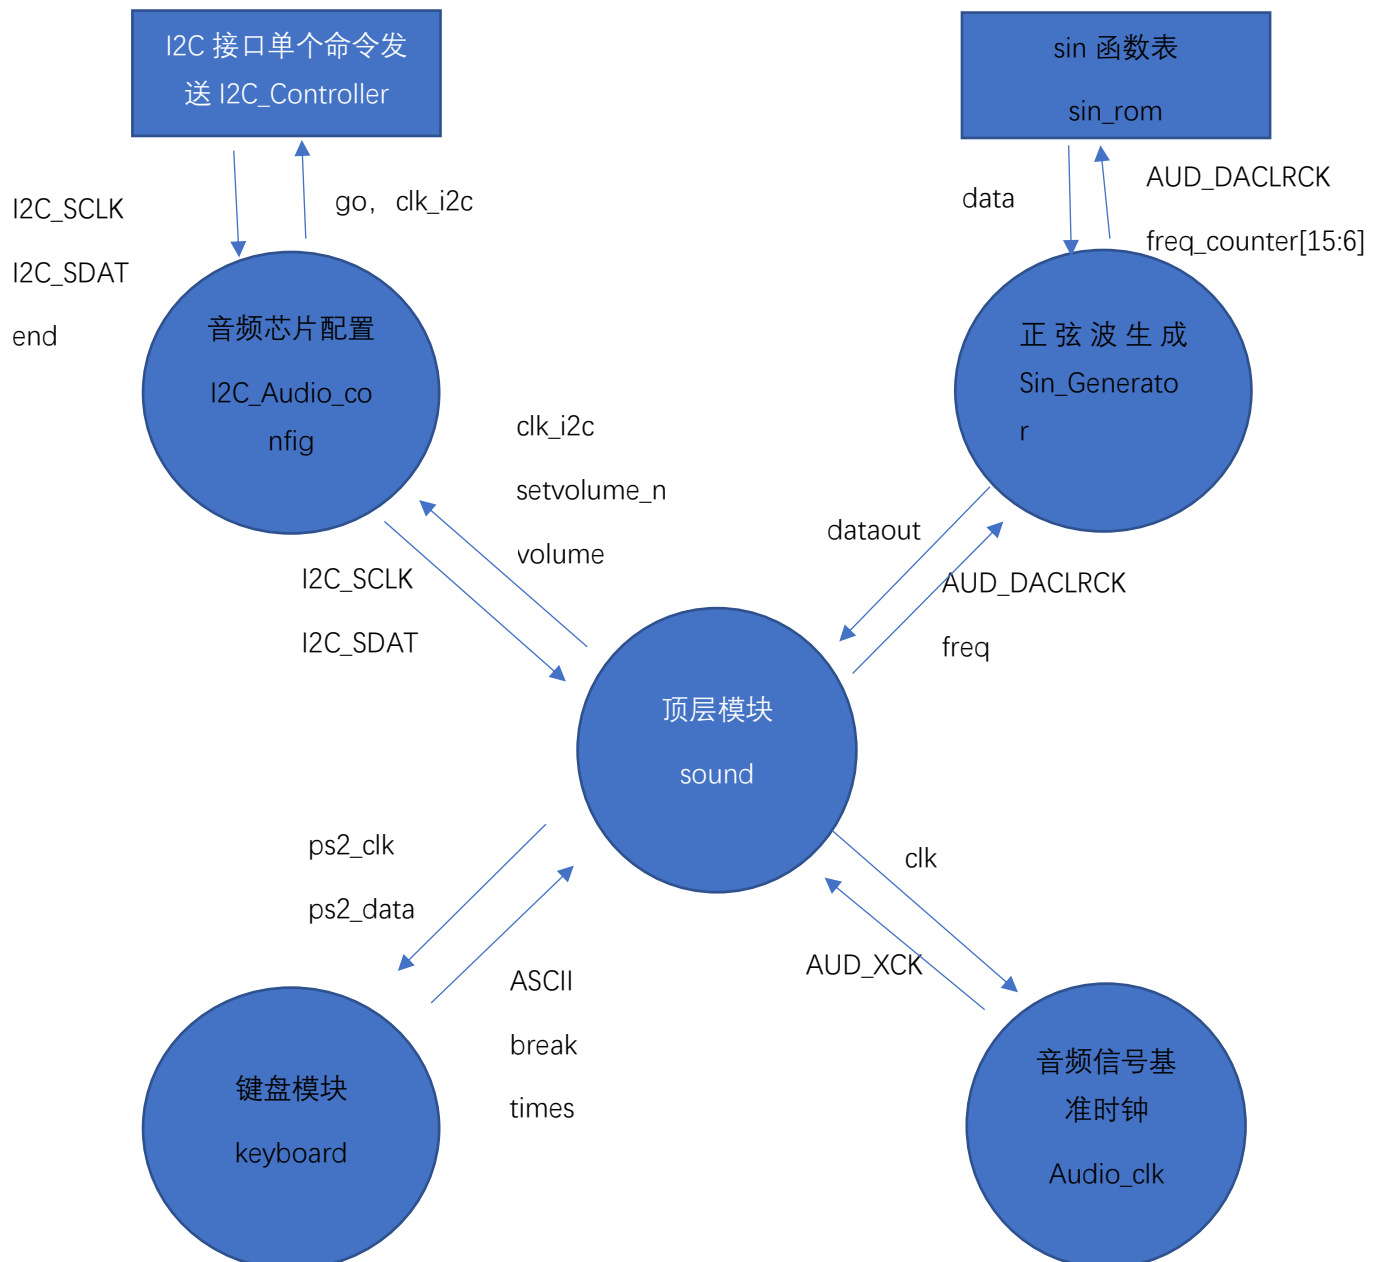 I2C 接口单个命令发
送 I2C_Controller
sin 函数表
sin_rom
I2C_SCLK
I2C_SDAT
end
go，clk_i2c
data
AUD_DACLRCK
freq_counter[15:6]
音频芯片配置
I2C_Audio_co
nfig
正弦波生成
Sin_Generato
r
clk_i2c
setvolume_n
volume
I2C_SCLK
I2C_SDAT
dataout
AUD_DACLRCK
freq
顶层模块
sound
ps2_clk
ps2_data
ASCII
break
times
clk
AUD_XCK
键盘模块
keyboard
音频信号基
准时钟
Audio_clk